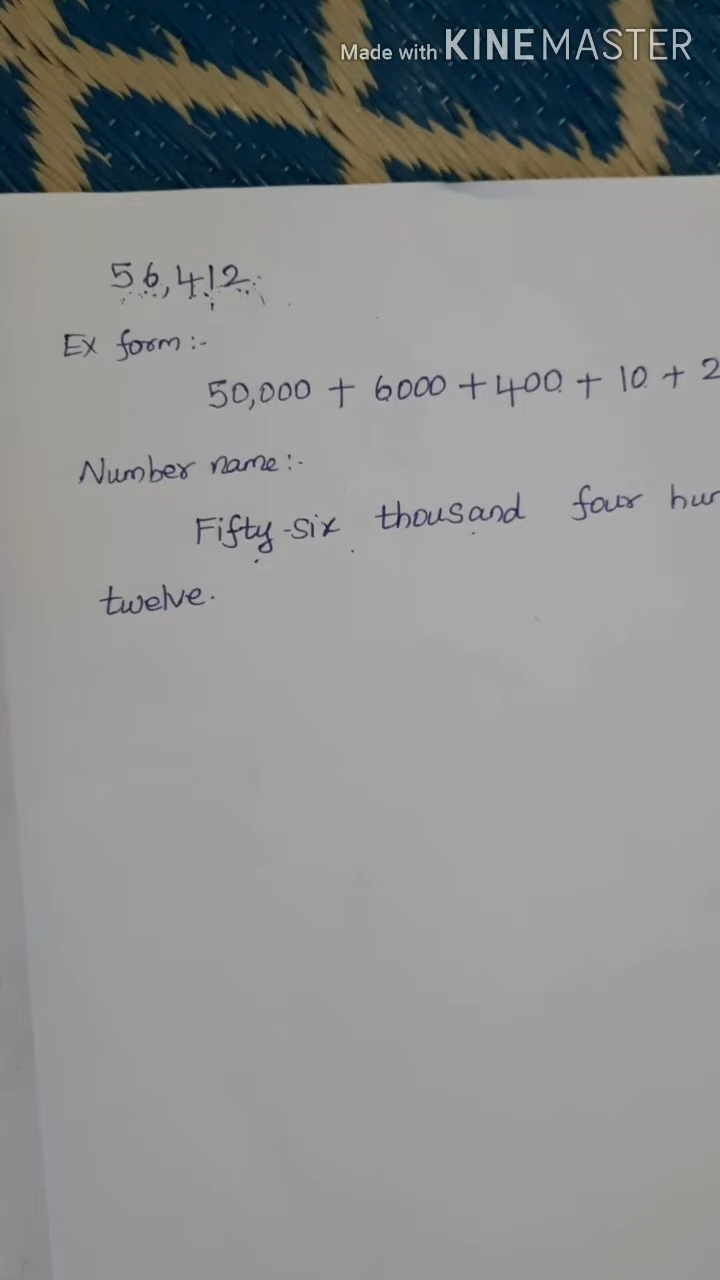 Made with KINEMASTER
56,412
Ex form:-
50,000 + 6000 + 400 + 10 + 2
Number name:-
Fifty-six thousand four
twelve.